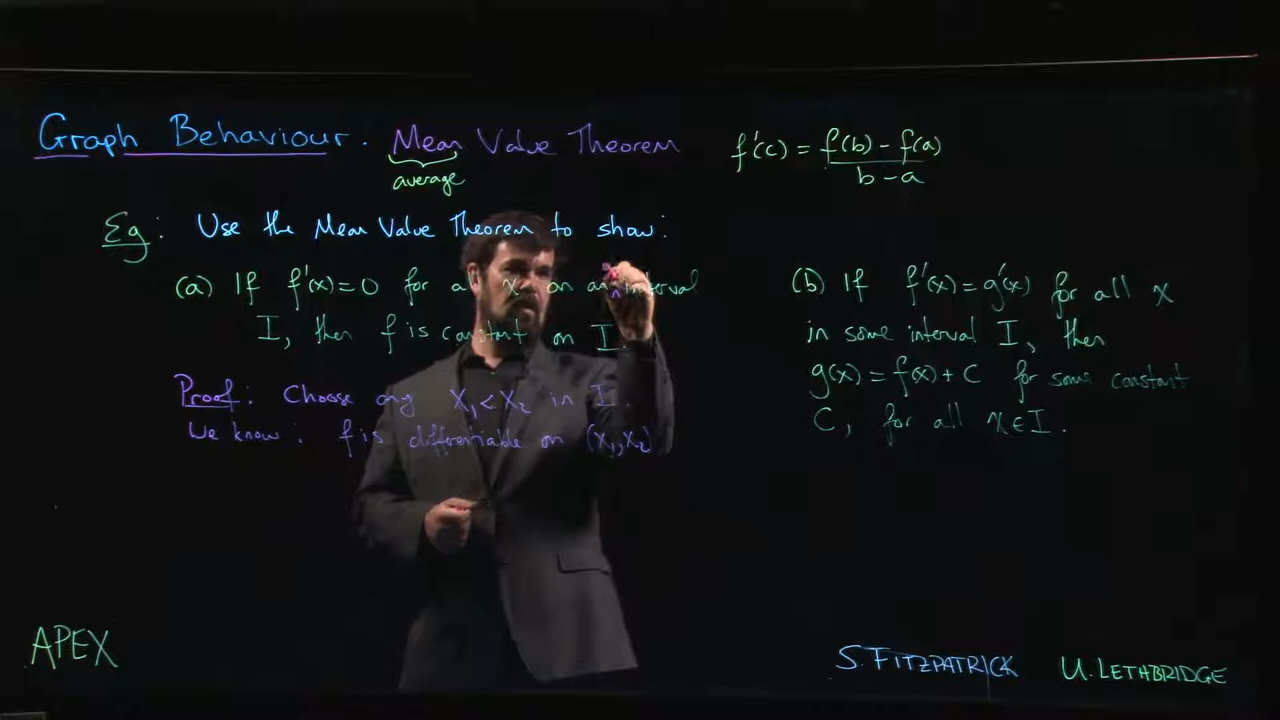 Graph Behaviour. Mean Value Theorem
average
f'(c) = f(b) - f(a) / b - a
Eg: Use the Mean Value Theorem to show:
(a) If f'(x) = 0 for all x on an interval
I, then f is constant on I.
Proof: Choose any x₁ < x₂ in I.
We know: f is differentiable on (x₁, x₂)
(b) If f'(x) = g'(x) for all x
in some interval I, then
g(x) = f(x) + C for some constant
C, for all x ∈ I.
APEX
S. FITZPATRICK
U. LETHBRIDGE